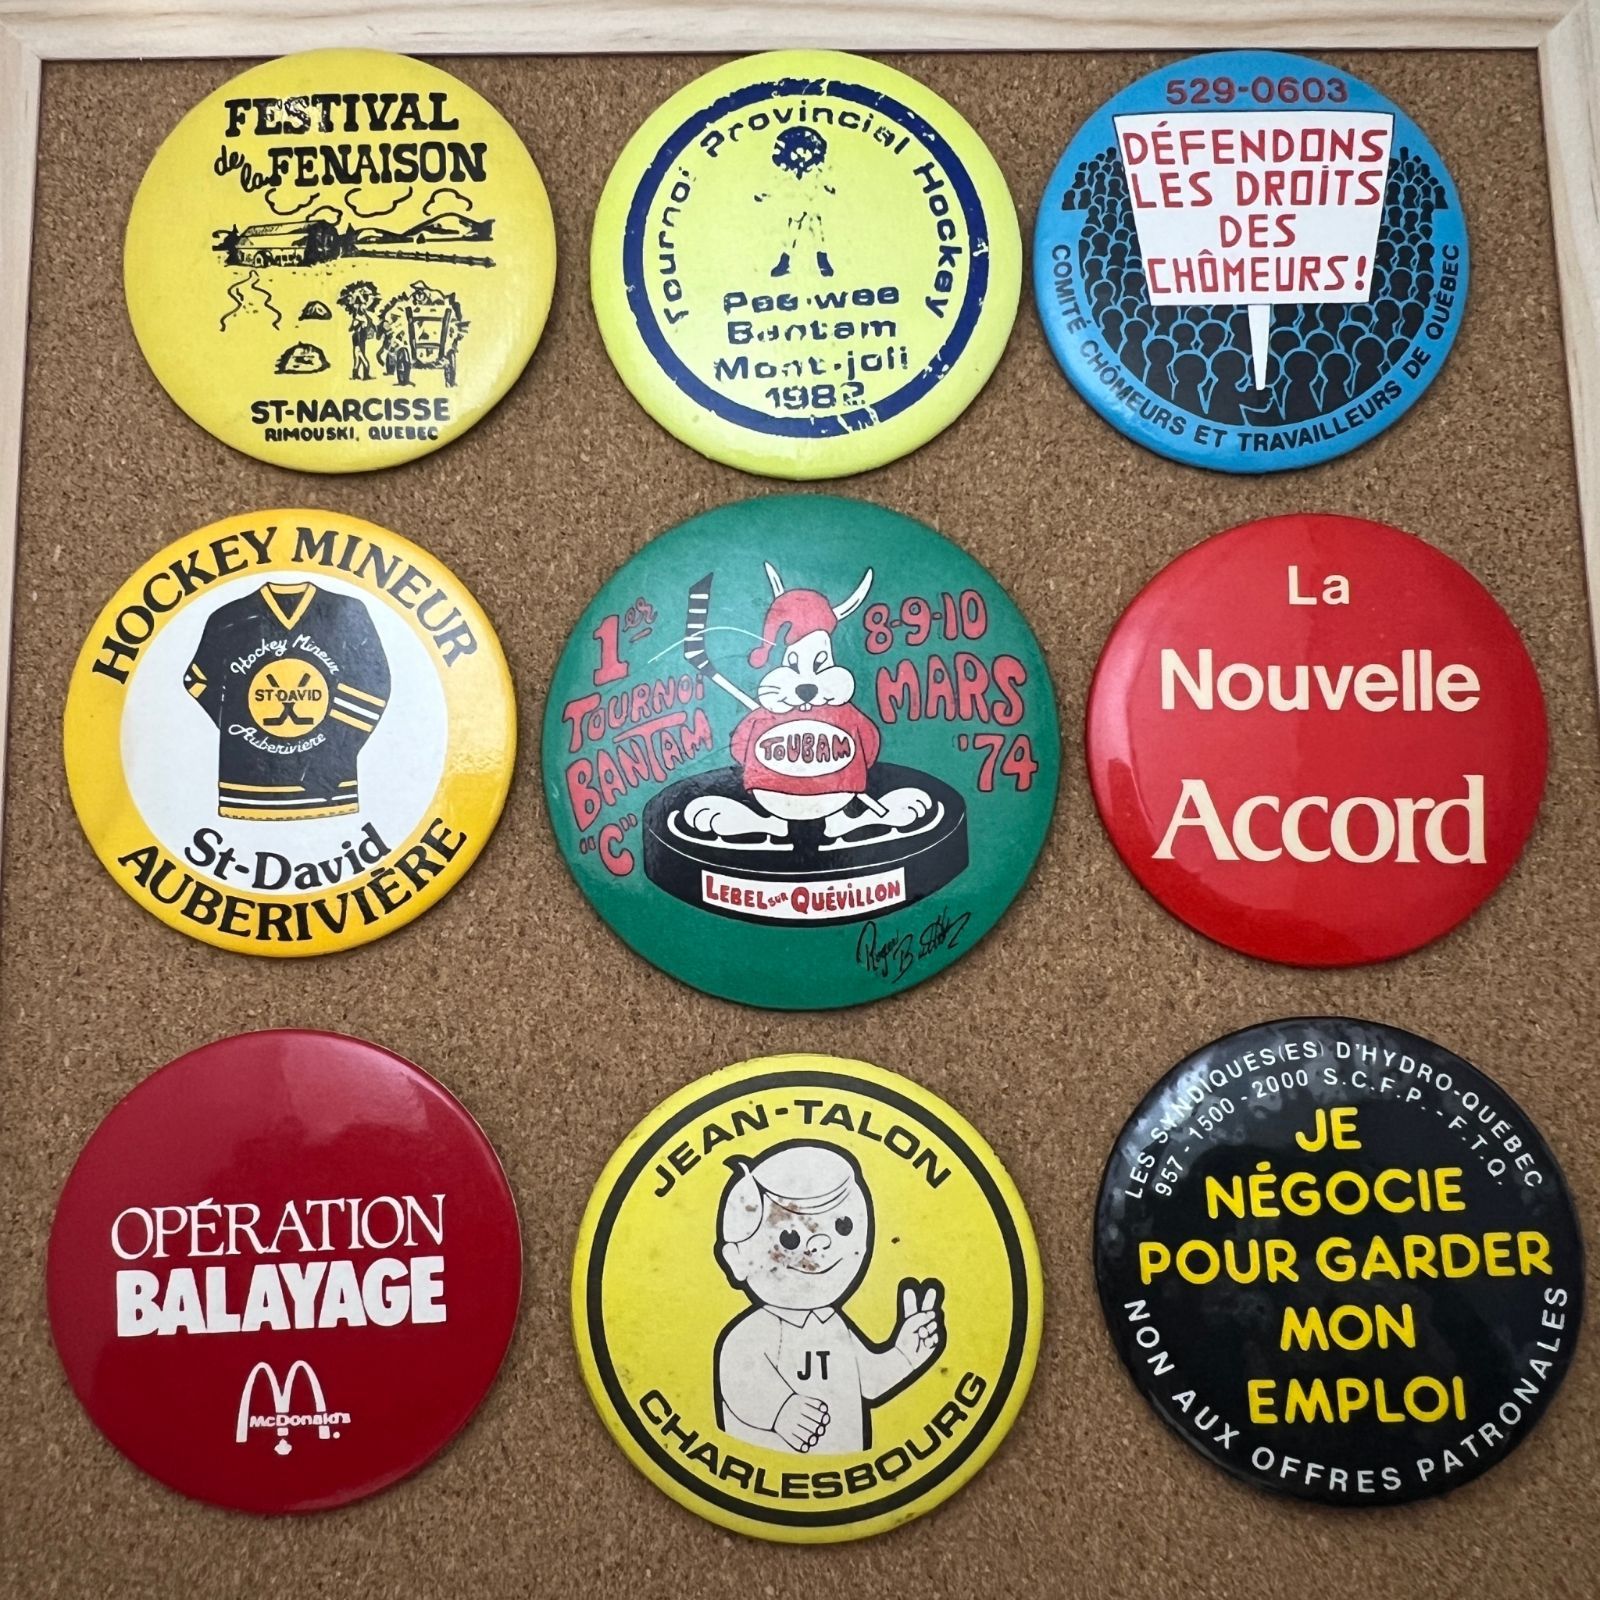 FESTIVAL
de la FENAISON
ST-NARCISSE
RIMOUSKI, QUEBEC
Tournoi Provincial Hockey
Pee-wee
Bantam
Mont-joli
1982
529-0603
DÉFENDONS
LES DROITS
DES
CHÔMEURS!
COMITÉ CHÔMEURS ET TRAVAILLEURS DE QUÉBEC
HOCKEY MINEUR
Hockey Mineur
ST-DAVID
Auberivière
St-David
AUBERIVIÈRE
1er
TOURNOI
BANTAM
"C"
8-9-10
MARS
'74
TOUBAM
LEBEL SUR QUÉVILLON
Roger
La
Nouvelle
Accord
OPÉRATION
BALAYAGE
McDonald's
JEAN-TALON
JT
CHARLESBOURG
LES SYNDIQUÉS(ES) D'HYDRO-QUÉBEC
957 - 1500 - 2000 S.C.F.P. - F.T.Q.
JE
NÉGOCIE
POUR GARDER
MON
EMPLOI
NON AUX OFFRES PATRONALES